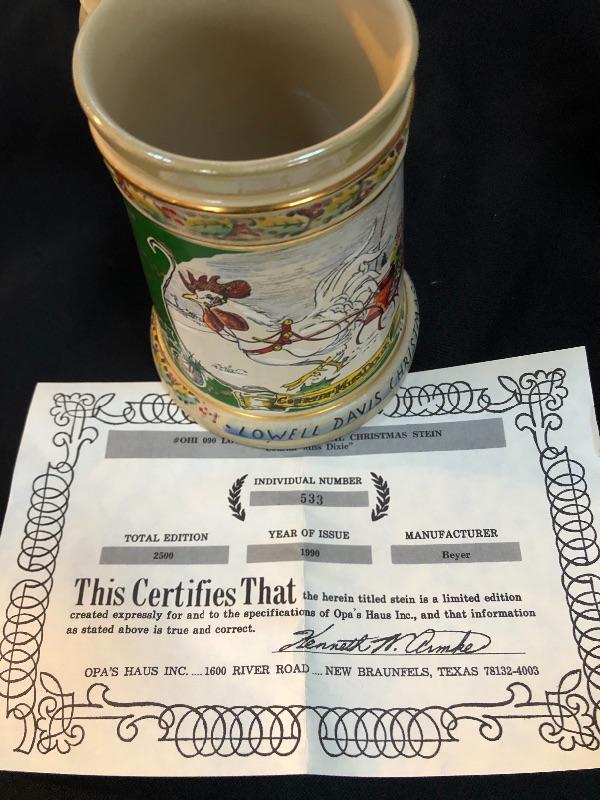 LOWELL DAVIS CHRISTM
#OHI 090 LO L CHRISTMAS STEIN
Miss Dixie"
INDIVIDUAL NUMBER
533
TOTAL EDITION YEAR OF ISSUE MANUFACTURER
2500 1990 Beyer
This Certifies That the herein titled stein is a limited edition
created expressly for and to the specifications of Opa's Haus Inc., and that information
as stated above is true and correct.
Kenneth W. Armke
OPA'S HAUS INC. .... 1600 RIVER ROAD .... NEW BRAUNFELS, TEXAS 78132-4003